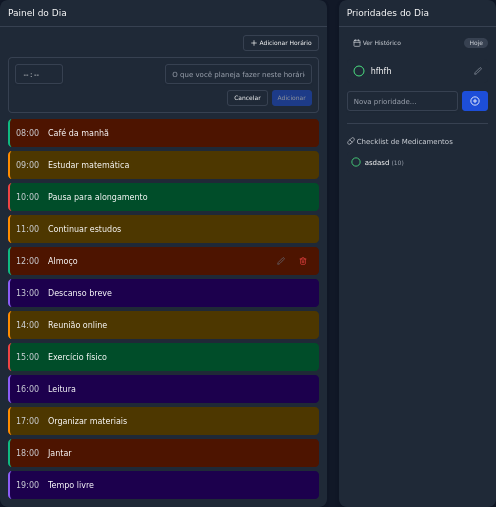 Painel do Dia
+ Adicionar Horário
--:--
O que você planeja fazer neste horári
Cancelar
Adicionar
08:00 Café da manhã
09:00 Estudar matemática
10:00 Pausa para alongamento
11:00 Continuar estudos
12:00 Almoço
13:00 Descanso breve
14:00 Reunião online
15:00 Exercício físico
16:00 Leitura
17:00 Organizar materiais
18:00 Jantar
19:00 Tempo livre
Prioridades do Dia
Ver Histórico
Hoje
hfhfh
Nova prioridade...
Checklist de Medicamentos
asdasd (10)